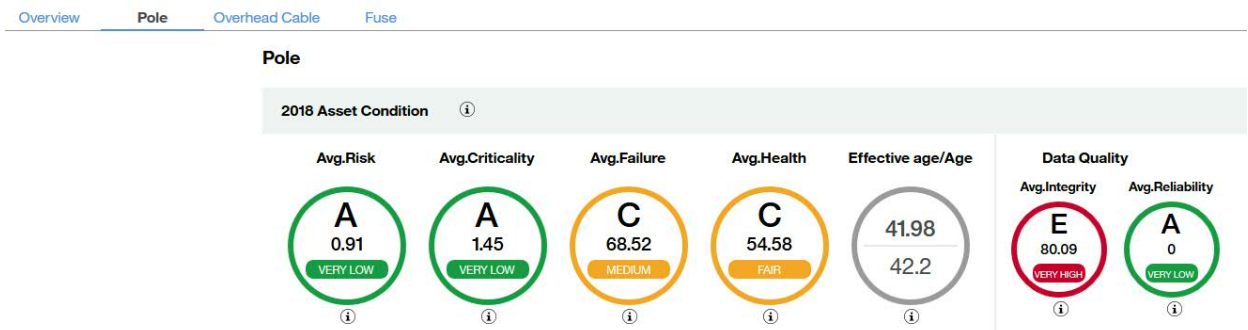 Overview Pole Overhead Cable Fuse
Pole
2018 Asset Condition
Avg.Risk Avg.Criticality Avg.Failure Avg.Health Effective age/Age Data Quality
Avg.Integrity Avg.Reliability
A A C C 41.98 E A
0.91 1.45 68.52 54.58 42.2 80.09 0
VERY LOW VERY LOW MEDIUM FAIR VERY HIGH VERY LOW